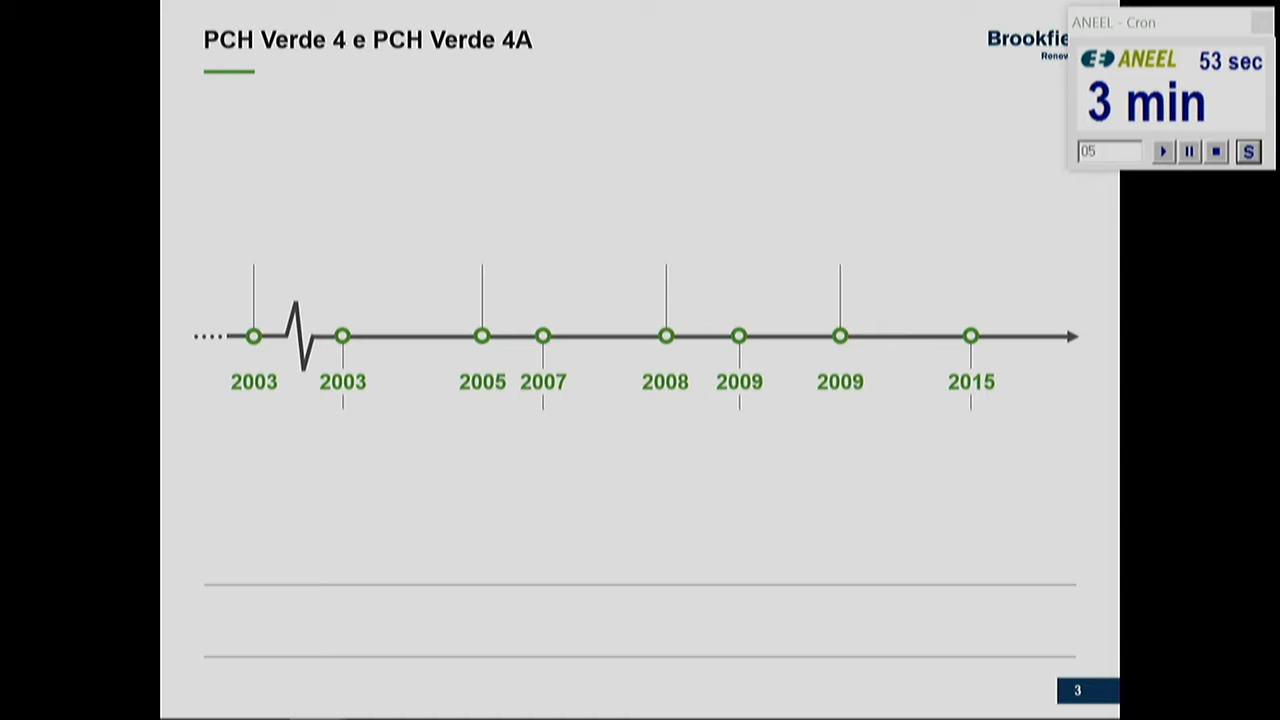 PCH Verde 4 e PCH Verde 4A
Brookfie
Renew
ANEEL - Cron
ANEEL 53 sec
3 min
05
S
2003 2003 2005 2007 2008 2009 2009 2015
3